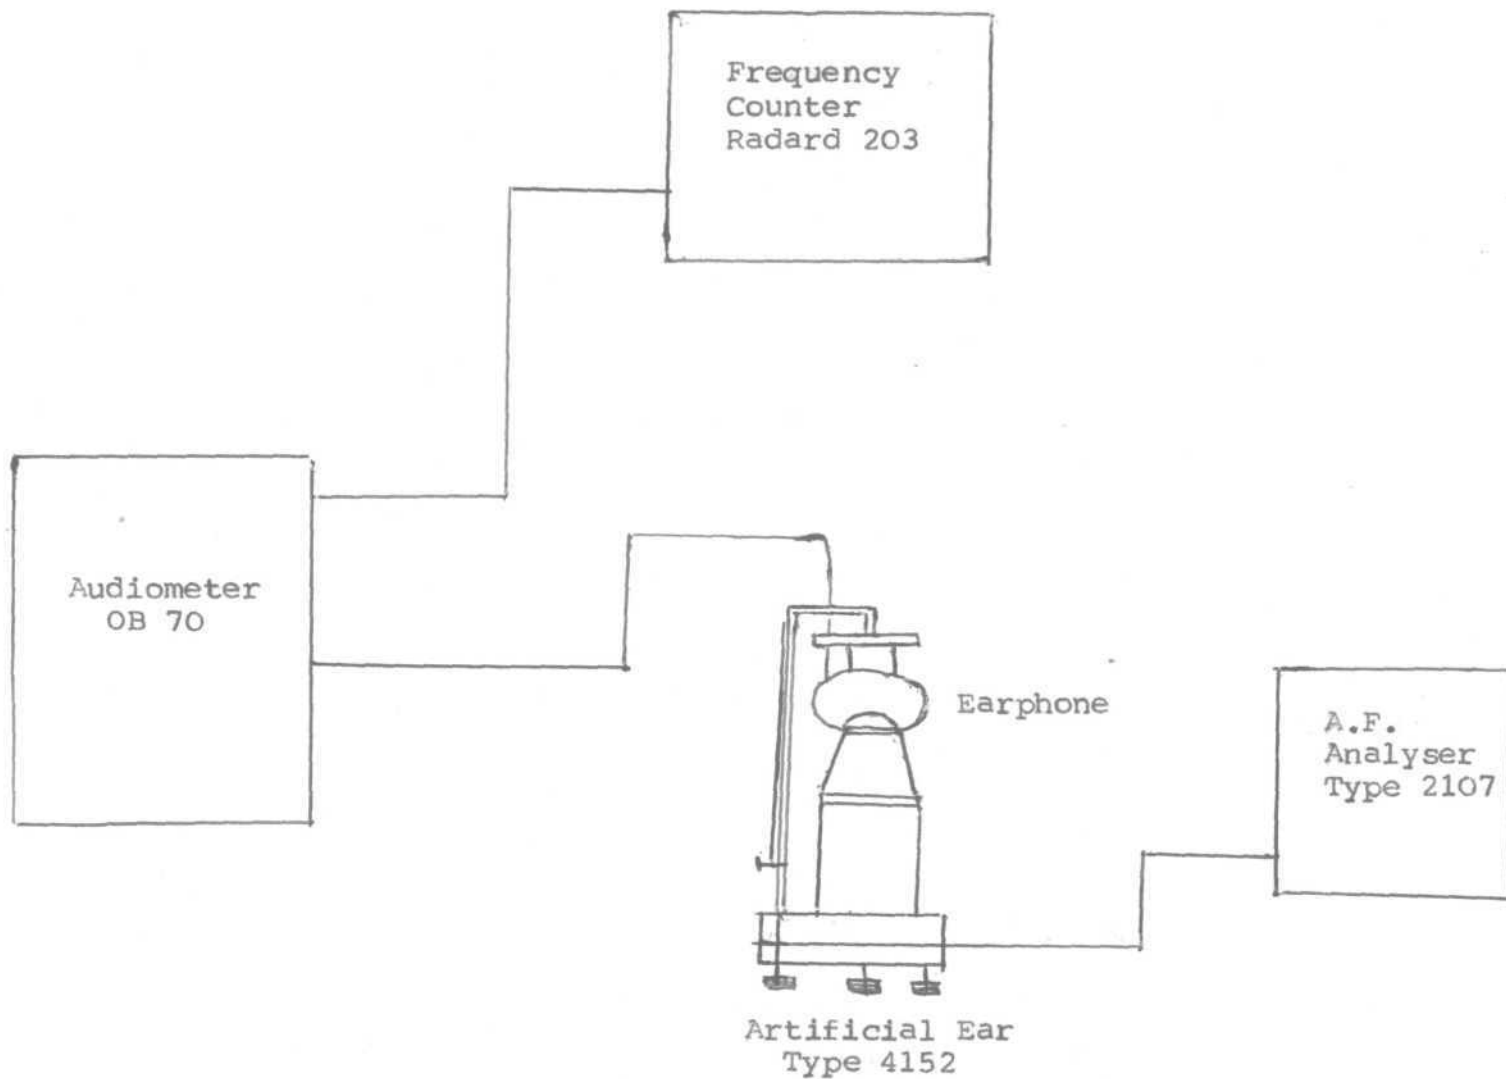 Frequency
Counter
Radard 203
Audiometer
OB 70
Earphone
A.F.
Analyser
Type 2107
Artificial Ear
Type 4152